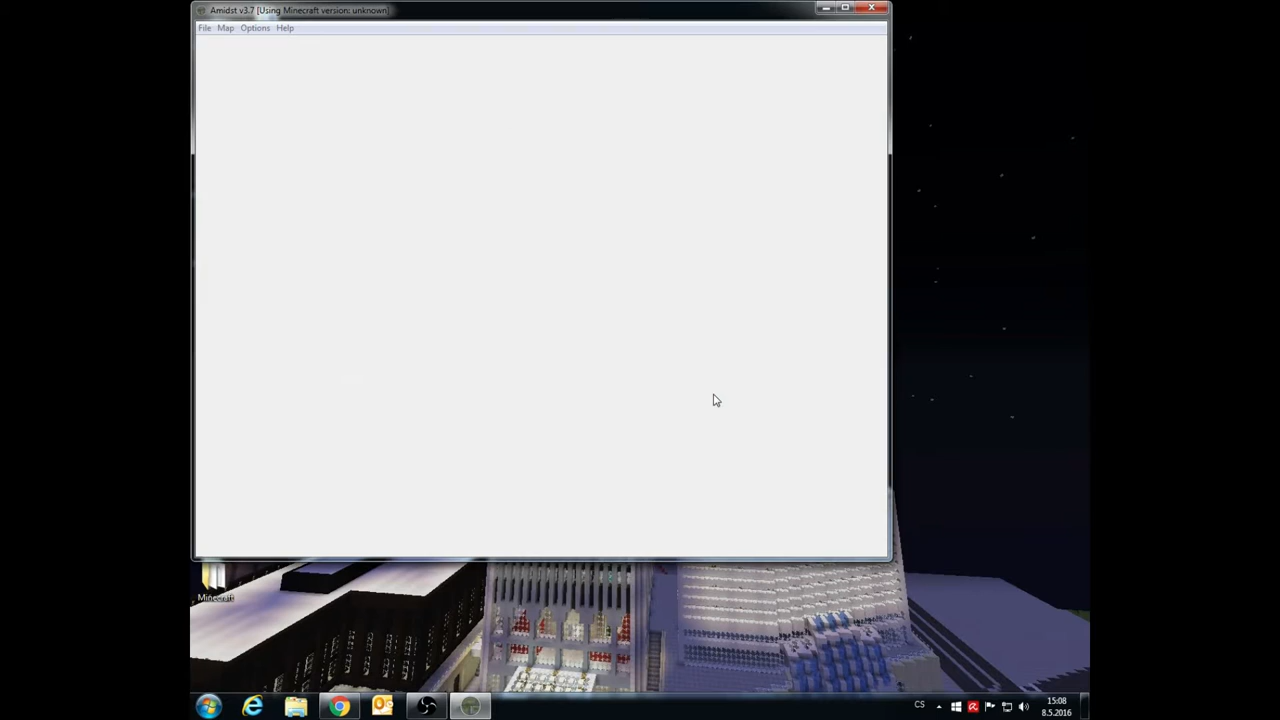 Amidst v3.7 [Using Minecraft version: unknown]
File Map Options Help
Minecraft
CS
15:08
8.5.2016